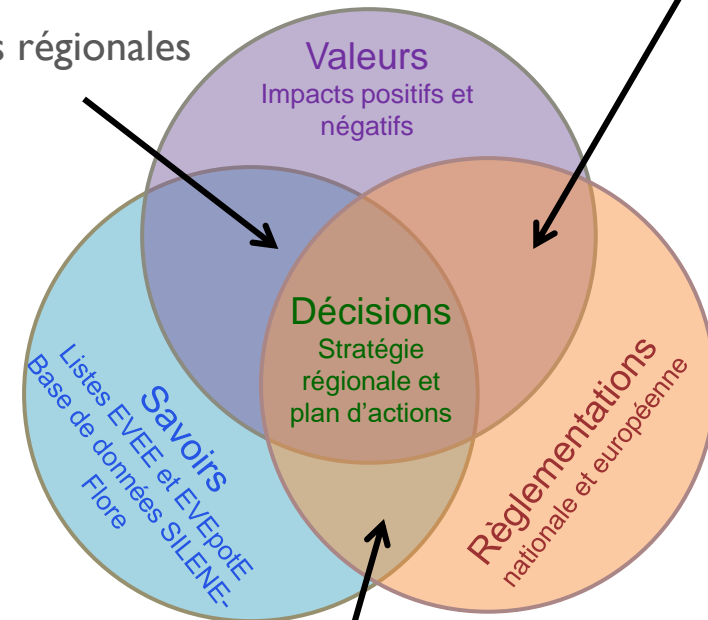 s régionales
Valeurs
Impacts positifs et
négatifs
Décisions
Stratégie
régionale et
plan d'actions
Savoirs
Listes EVEE et EVEpotE
Base de données SILENE-
Flore
Règlementations
nationale et européenne